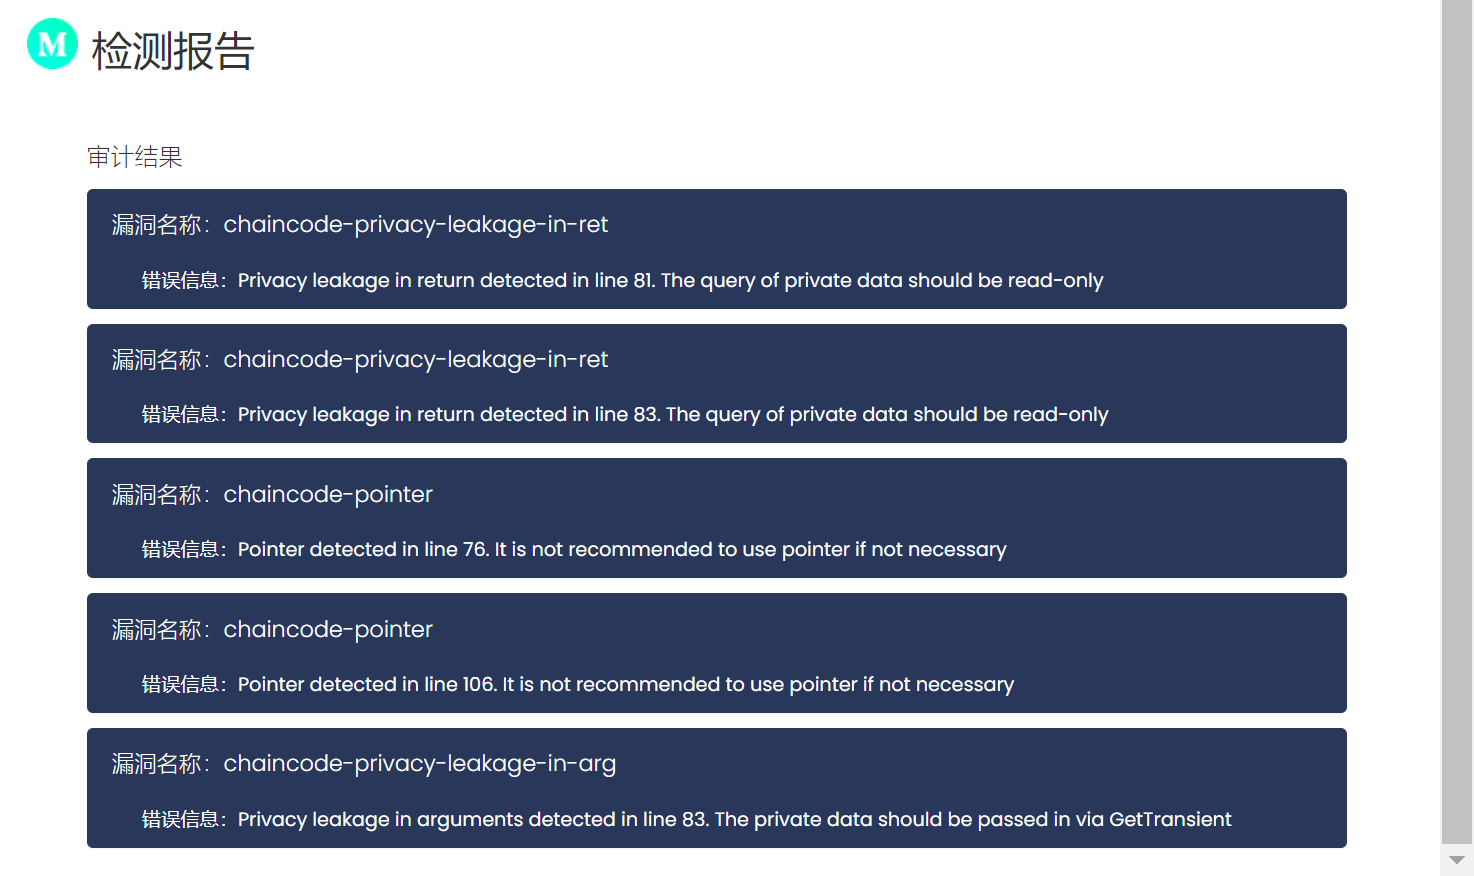 M 检测报告
审计结果
漏洞名称：chaincode-privacy-leakage-in-ret
错误信息：Privacy leakage in return detected in line 81. The query of private data should be read-only
漏洞名称：chaincode-privacy-leakage-in-ret
错误信息：Privacy leakage in return detected in line 83. The query of private data should be read-only
漏洞名称：chaincode-pointer
错误信息：Pointer detected in line 76. It is not recommended to use pointer if not necessary
漏洞名称：chaincode-pointer
错误信息：Pointer detected in line 106. It is not recommended to use pointer if not necessary
漏洞名称：chaincode-privacy-leakage-in-arg
错误信息：Privacy leakage in arguments detected in line 83. The private data should be passed in via GetTransient